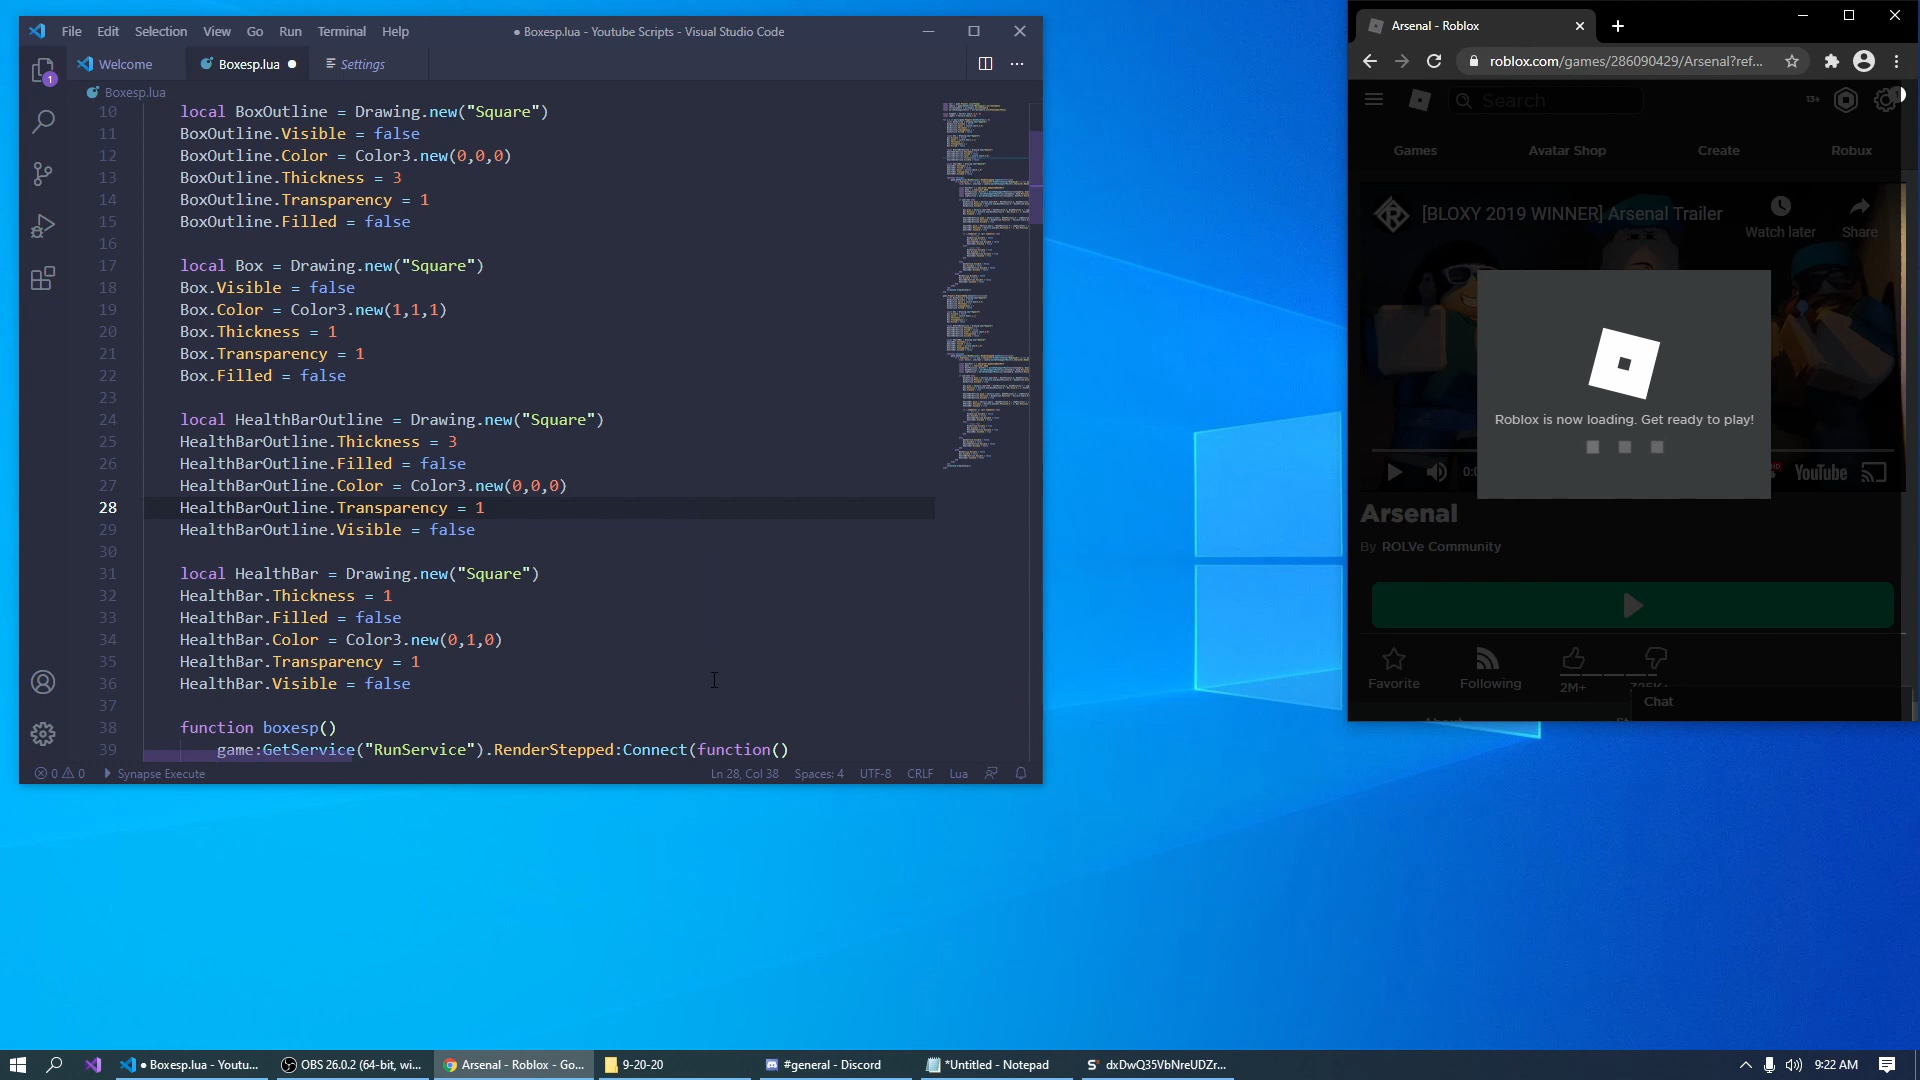 File Edit Selection View Go Run Terminal Help
● Boxesp.lua - Youtube Scripts - Visual Studio Code
Welcome
Boxesp.lua ●
Settings
Boxesp.lua
1
10 local BoxOutline = Drawing.new("Square")
11 BoxOutline.Visible = false
12 BoxOutline.Color = Color3.new(0,0,0)
13 BoxOutline.Thickness = 3
14 BoxOutline.Transparency = 1
15 BoxOutline.Filled = false
16
17 local Box = Drawing.new("Square")
18 Box.Visible = false
19 Box.Color = Color3.new(1,1,1)
20 Box.Thickness = 1
21 Box.Transparency = 1
22 Box.Filled = false
23
24 local HealthBarOutline = Drawing.new("Square")
25 HealthBarOutline.Thickness = 3
26 HealthBarOutline.Filled = false
27 HealthBarOutline.Color = Color3.new(0,0,0)
28 HealthBarOutline.Transparency = 1
29 HealthBarOutline.Visible = false
30
31 local HealthBar = Drawing.new("Square")
32 HealthBar.Thickness = 1
33 HealthBar.Filled = false
34 HealthBar.Color = Color3.new(0,1,0)
35 HealthBar.Transparency = 1
36 HealthBar.Visible = false
37
38 function boxesp()
39 game:GetService("RunService").RenderStepped:Connect(function()
0 0 Synapse Execute
Ln 28, Col 38 Spaces: 4 UTF-8 CRLF Lua
Arsenal - Roblox
roblox.com/games/286090429/Arsenal?ref...
Search
13+
Games Avatar Shop Create Robux
[BLOXY 2019 WINNER] Arsenal Trailer
Watch later Share
Roblox is now loading. Get ready to play!
YouTube
Arsenal
By ROLVe Community
Favorite Following 2M+
Chat
● Boxesp.lua - Youtu... OBS 26.0.2 (64-bit, wi... Arsenal - Roblox - Go... 9-20-20 #general - Discord *Untitled - Notepad dxDwQ35VbNreUDZr... 9:22 AM